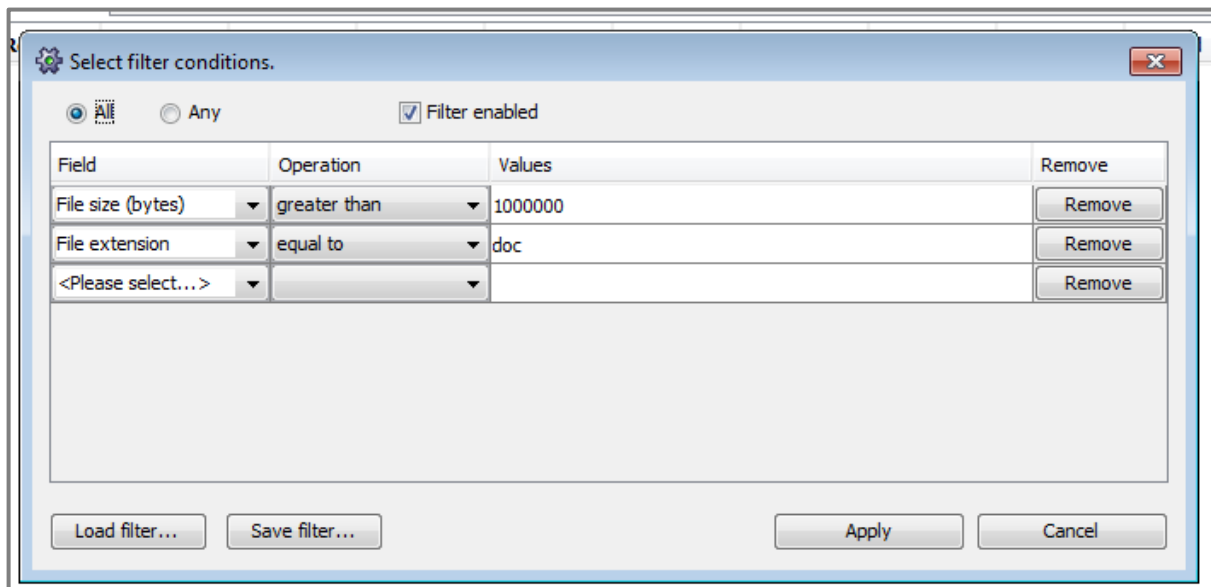 Select filter conditions.
All Any Filter enabled
Field Operation Values Remove
File size (bytes) greater than 1000000 Remove
File extension equal to doc Remove
<Please select...> Remove
Load filter... Save filter... Apply Cancel